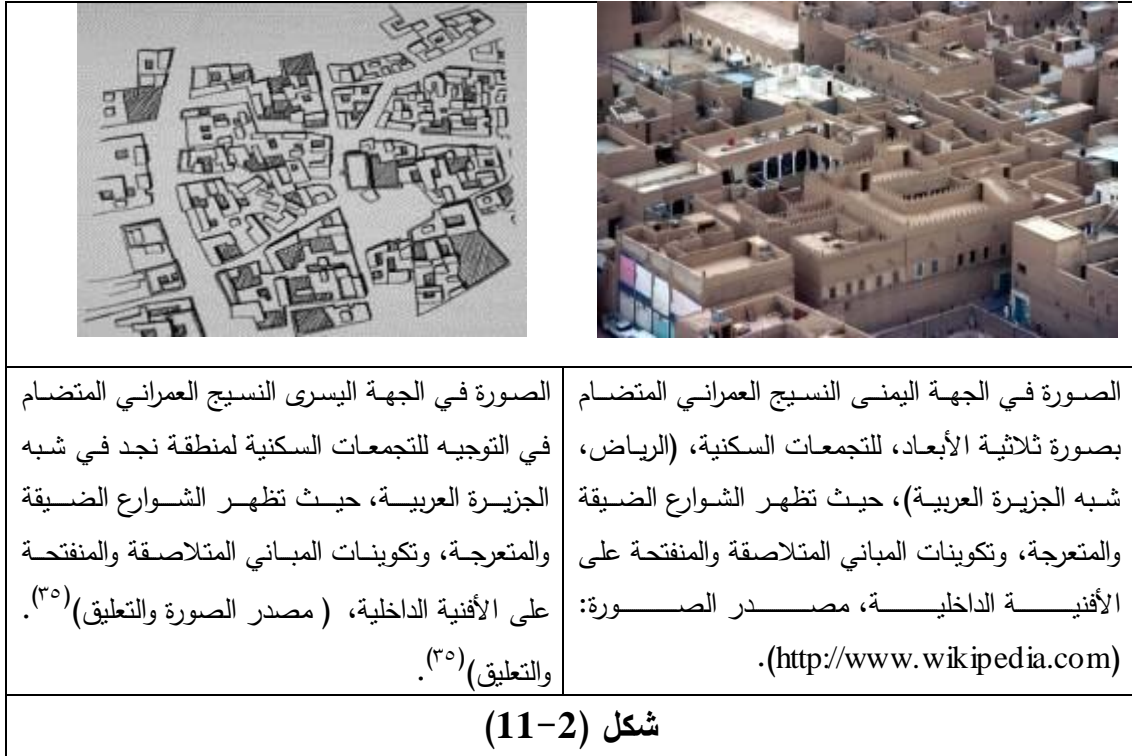 الصورة في الجهة اليمنى النسيج العمراني المتضام
بصورة ثلاثية الأبعاد، للتجمعات السكنية، (الرياض،
شبه الجزيرة العربية)، حيث تظهر الشوارع الضيقة
والمتعرجة، وتكوينات المباني المتلاصقة والمنفتحة على
الأفنية الداخلية، مصدر الصورة:
(http://www.wikipedia.com).
الصورة في الجهة اليسرى النسيج العمراني المتضام
في التوجيه للتجمعات السكنية لمنطقة نجد في شبه
الجزيرة العربية، حيث تظهر الشوارع الضيقة
والمتعرجة، وتكوينات المباني المتلاصقة والمنفتحة
على الأفنية الداخلية، ( مصدر الصورة والتعليق)(٣٥).
والتعليق)(٣٥).
شكل (2-11)